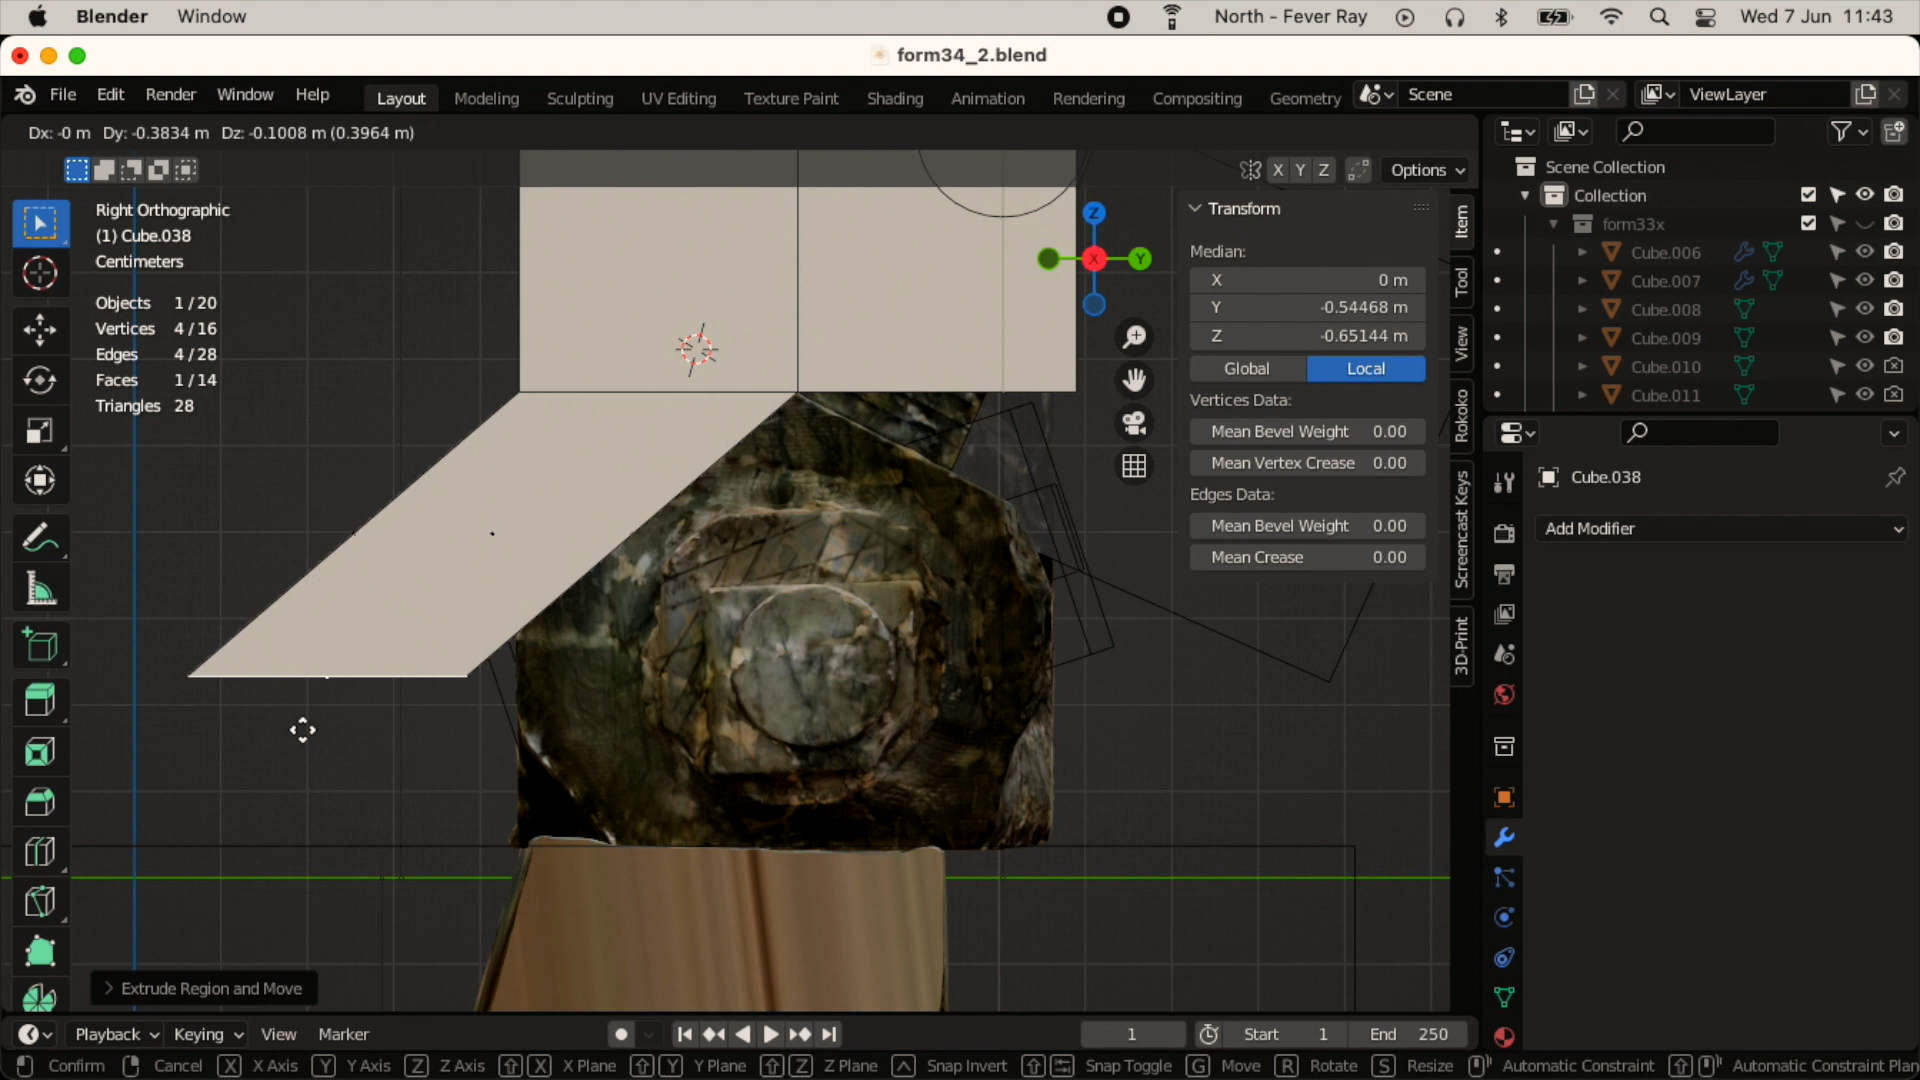 Blender Window North - Fever Ray Wed 7 Jun 11:43
form34_2.blend
File Edit Render Window Help Layout Modeling Sculpting UV Editing Texture Paint Shading Animation Rendering Compositing Geometry Scene ViewLayer
Dx: -0 m Dy: -0.3834 m Dz: -0.1008 m (0.3964 m)
X Y Z Options
Right Orthographic
(1) Cube.038
Centimeters
Objects 1 / 20
Vertices 4 / 16
Edges 4 / 28
Faces 1 / 14
Triangles 28
Z
X
Y
Transform
Median:
X 0 m
Y -0.54468 m
Z -0.65144 m
Global Local
Vertices Data:
Mean Bevel Weight 0.00
Mean Vertex Crease 0.00
Edges Data:
Mean Bevel Weight 0.00
Mean Crease 0.00
Item
Tool
View
Rokoko
Screencast Keys
3D-Print
Scene Collection
Collection
form33x
Cube.006
Cube.007
Cube.008
Cube.009
Cube.010
Cube.011
Cube.038
Add Modifier
Extrude Region and Move
Playback Keying View Marker 1 Start 1 End 250
Confirm Cancel X X Axis Y Y Axis Z Z Axis X X Plane Y Y Plane Z Z Plane Snap Invert Snap Toggle G Move R Rotate S Resize Automatic Constraint Automatic Constraint Plan